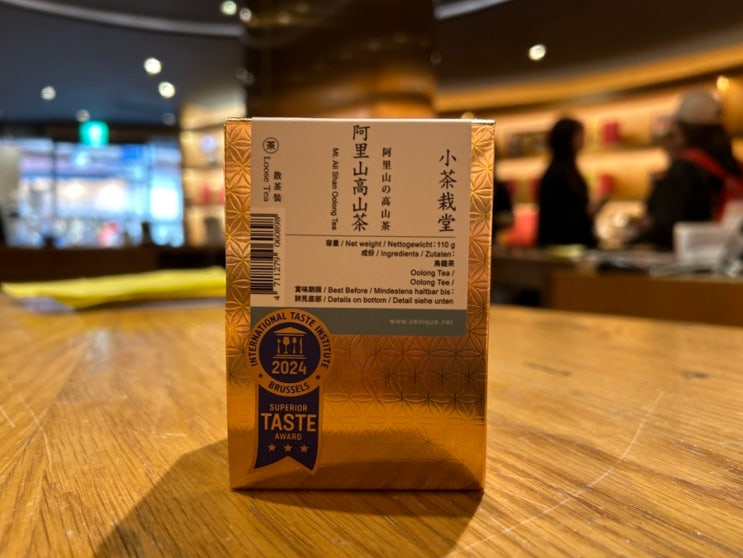 小茶栽堂
阿里山の高山茶
阿里山高山茶
Mt. Ali Shan Oolong Tea
茶
散茶裝
Loose Tea
容量 / Net weight / Nettogewicht : 110 g
成份 / Ingredients / Zutaten :
烏龍茶
Oolong Tea /
Oolong Tee /
賞味期限 / Best Before / Mindestens haltbar bis :
詳見底部 / Details on bottom / Detail siehe unten
www.zenique.net
INTERNATIONAL TASTE INSTITUTE
2024
BRUSSELS
SUPERIOR
TASTE
AWARD